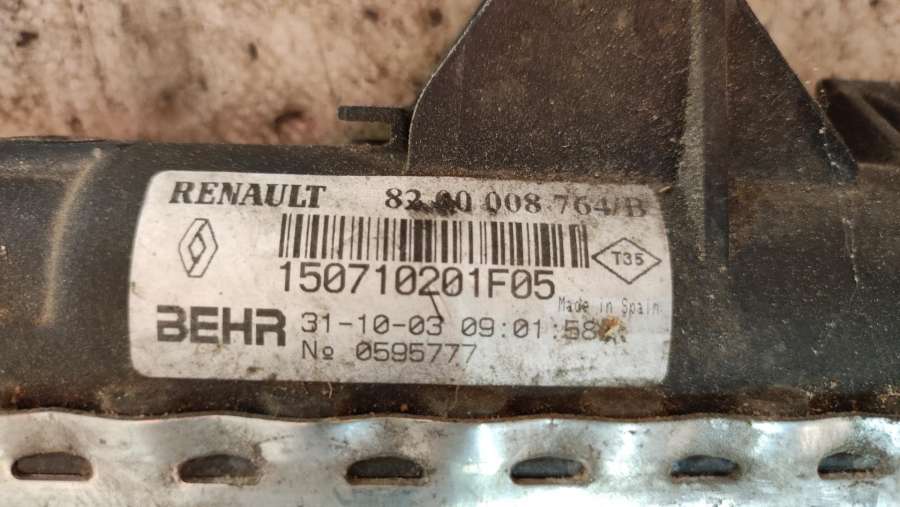 RENAULT 82 00 008 764/B
T35
150710201F05
Made in Spain
BEHR 31-10-03 09:01:58
№ 0595777